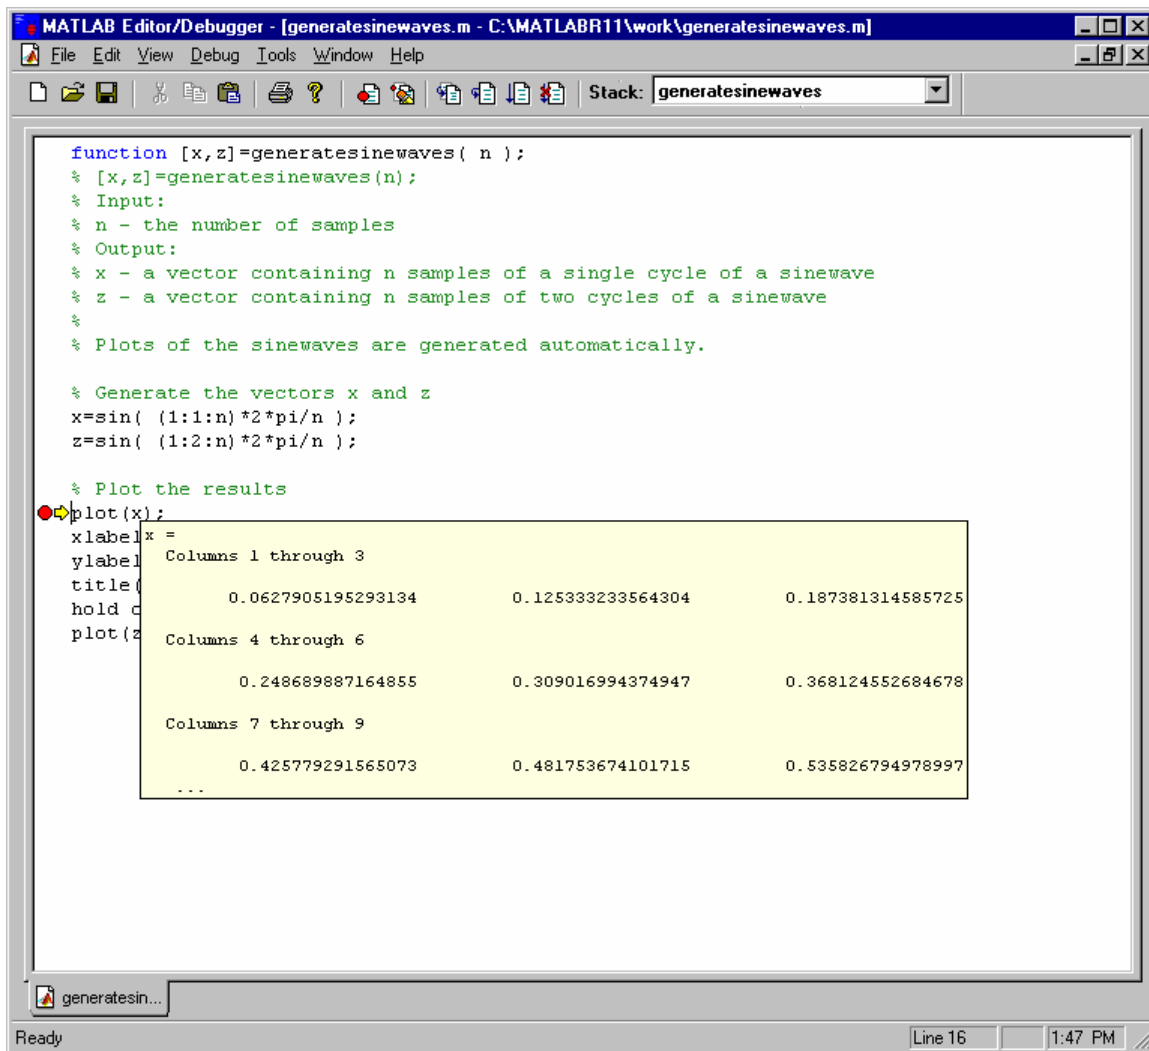 MATLAB Editor/Debugger - [generatesinewaves.m - C:\MATLABR11\work\generatesinewaves.m]
File Edit View Debug Tools Window Help
Stack: generatesinewaves
function [x,z]=generatesinewaves( n );
% [x,z]=generatesinewaves(n);
% Input:
% n - the number of samples
% Output:
% x - a vector containing n samples of a single cycle of a sinewave
% z - a vector containing n samples of two cycles of a sinewave
%
% Plots of the sinewaves are generated automatically.
% Generate the vectors x and z
x=sin( (1:1:n)*2*pi/n );
z=sin( (1:2:n)*2*pi/n );
% Plot the results
plot(x);
xlabel
ylabel
title(
hold
plot(z
x =
Columns 1 through 3
0.0627905195293134 0.125333233564304 0.187381314585725
Columns 4 through 6
0.248689887164855 0.309016994374947 0.368124552684678
Columns 7 through 9
0.425779291565073 0.481753674101715 0.535826794978997
...
generatesin...
Ready Line 16 1:47 PM